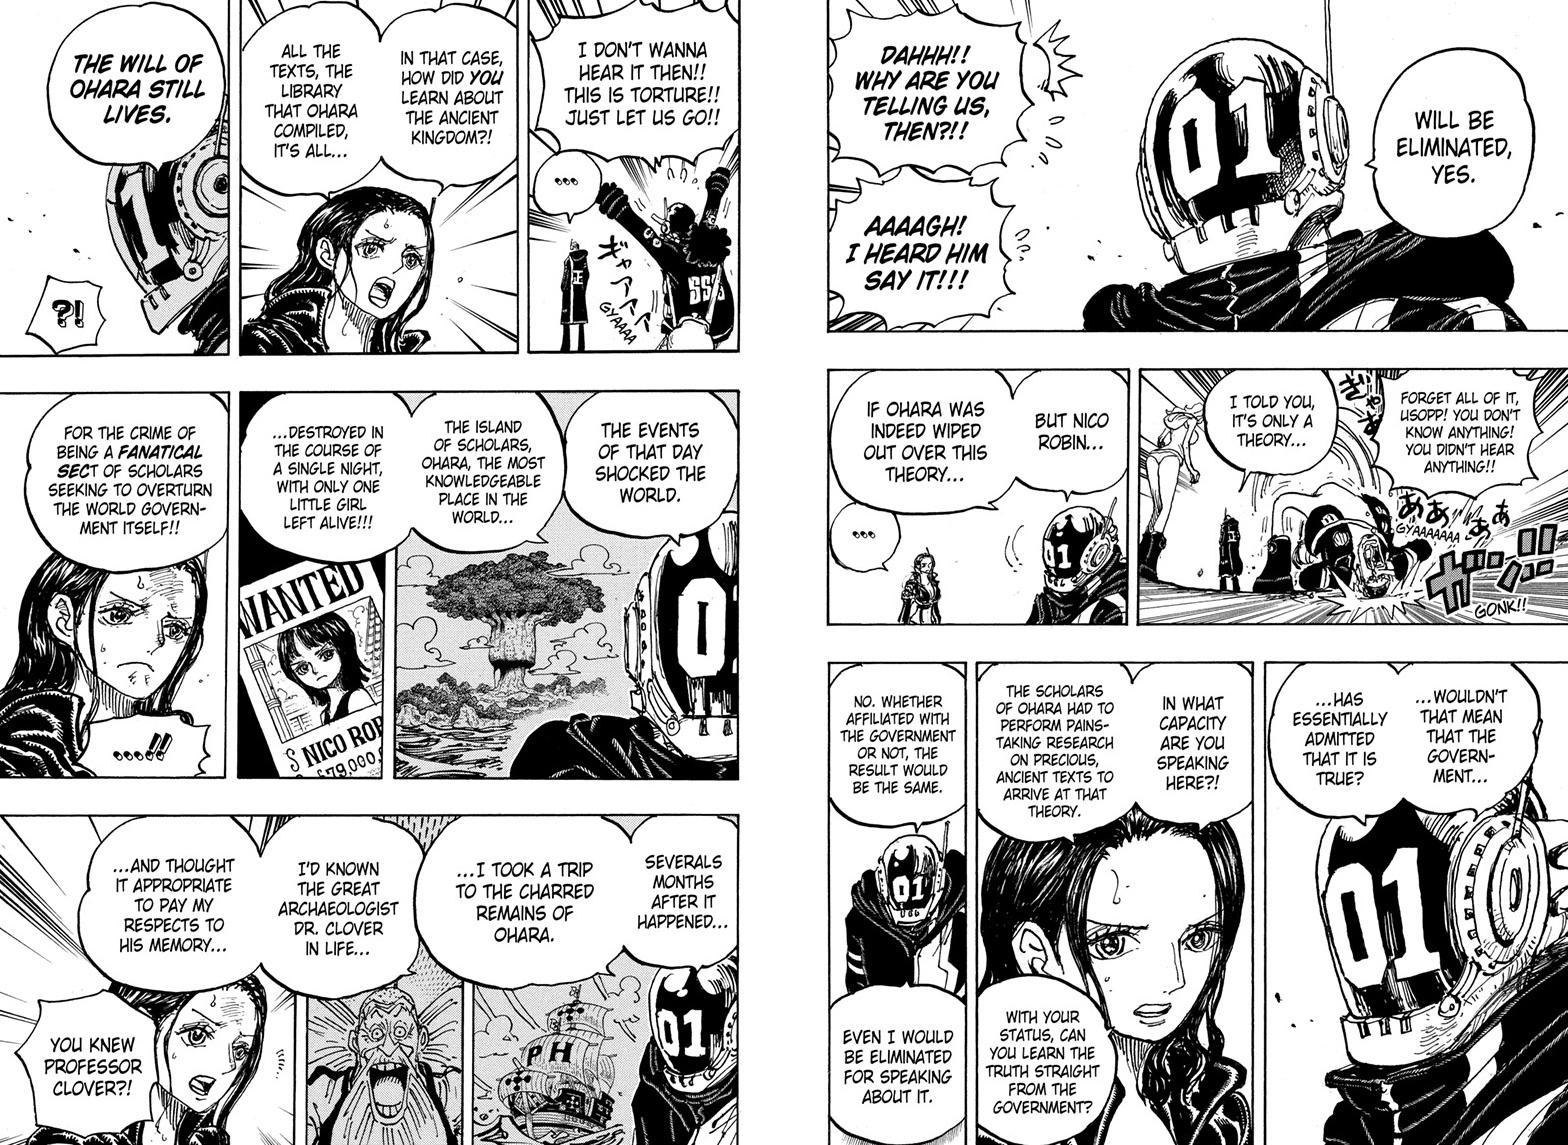 WILL BE
ELIMINATED,
YES.
01
DAHHH!!
WHY ARE YOU
TELLING US,
THEN?!!
AAAAGH!
I HEARD HIM
SAY IT!!!
FORGET ALL OF IT,
USOPP! YOU DON'T
KNOW ANYTHING!
YOU DIDN'T HEAR
ANYTHING!!
I TOLD YOU,
IT'S ONLY A
THEORY...
GYAAAAAAA
GONK!!
BUT NICO
ROBIN...
IF OHARA WAS
INDEED WIPED
OUT OVER THIS
THEORY...
...
01
...WOULDN'T
THAT MEAN
THE
GOVERN-
MENT...
...HAS
ESSENTIALLY
ADMITTED
THAT IT IS
TRUE?
01
IN WHAT
CAPACITY
ARE YOU
SPEAKING
HERE?!
THE SCHOLARS
OF OHARA HAD TO
PERFORM PAINS-
TAKING RESEARCH
ON PRECIOUS,
ANCIENT TEXTS TO
ARRIVE AT THAT
THEORY.
WITH YOUR
STATUS, CAN
YOU LEARN THE
TRUTH STRAIGHT
FROM THE
GOVERNMENT?
NO. WHETHER
AFFILIATED WITH
THE GOVERNMENT
OR NOT, THE
RESULT WOULD
BE THE SAME.
01
EVEN I WOULD
BE ELIMINATED
FOR SPEAKING
ABOUT IT.
I DON'T WANNA
HEAR IT THEN!!
THIS IS TORTURE!!
JUST LET US GO!!
...
ギャアアア
GYAAAA
IN THAT CASE,
HOW DID YOU
LEARN ABOUT
THE ANCIENT
KINGDOM?!
ALL THE
TEXTS, THE
LIBRARY
THAT OHARA
COMPILED,
IT'S ALL...
THE WILL OF
OHARA STILL
LIVES.
?!
THE EVENTS
OF THAT DAY
SHOCKED THE
WORLD.
THE ISLAND
OF SCHOLARS,
OHARA, THE MOST
KNOWLEDGEABLE
PLACE IN THE
WORLD...
...DESTROYED IN
THE COURSE OF
A SINGLE NIGHT,
WITH ONLY ONE
LITTLE GIRL
LEFT ALIVE!!!
WANTED
NICO ROB
79,000,0
FOR THE CRIME OF
BEING A FANATICAL
SECT OF SCHOLARS
SEEKING TO OVERTURN
THE WORLD GOVERN-
MENT ITSELF!!
....!!
SEVERALS
MONTHS
AFTER IT
HAPPENED...
...I TOOK A TRIP
TO THE CHARRED
REMAINS OF
OHARA.
PH
01
I'D KNOWN
THE GREAT
ARCHAEOLOGIST
DR. CLOVER
IN LIFE...
...AND THOUGHT
IT APPROPRIATE
TO PAY MY
RESPECTS TO
HIS MEMORY...
YOU KNEW
PROFESSOR
CLOVER?!